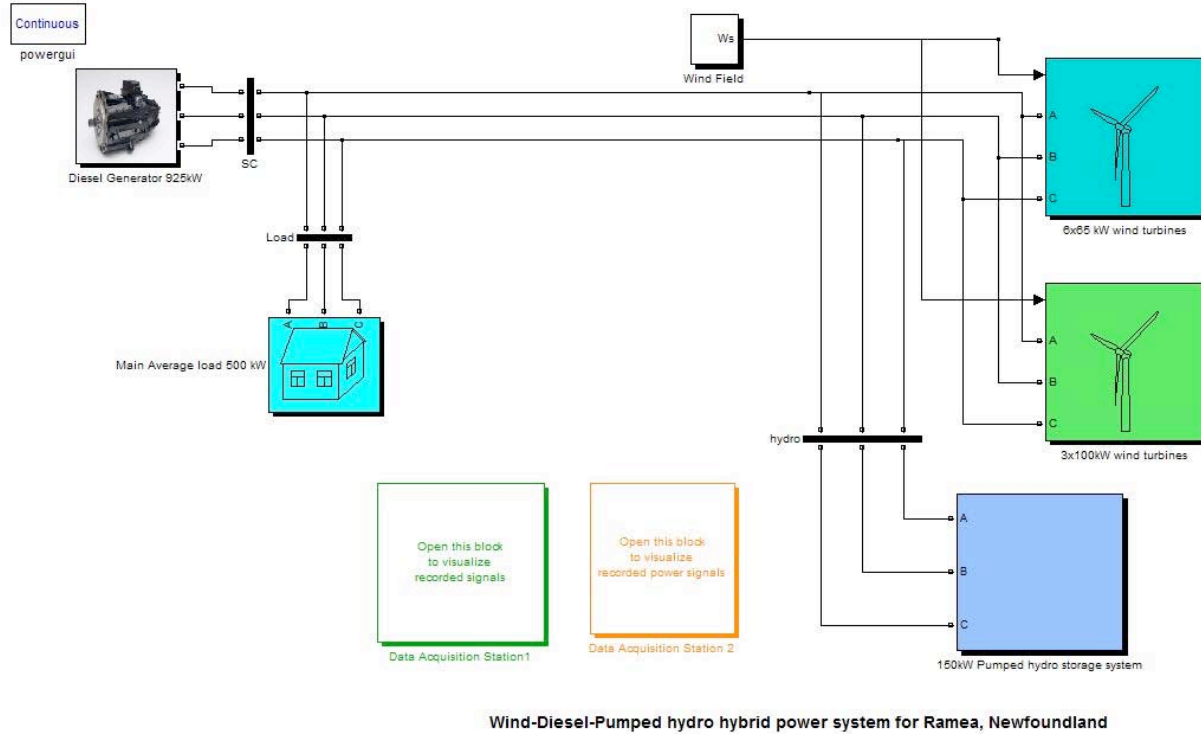 Continuous
powergui
Ws
Wind Field
A
B
C
6x65 kW wind turbines
Diesel Generator 925kW
SC
Load
A
B
C
Main Average load 500 kW
A
B
C
3x100kW wind turbines
hydro
Open this block
to visualize
recorded signals
Data Acquisition Station1
Open this block
to visualize
recorded power signals
Data Acquisition Station 2
A
B
C
150kW Pumped hydro storage system
Wind-Diesel-Pumped hydro hybrid power system for Ramea, Newfoundland